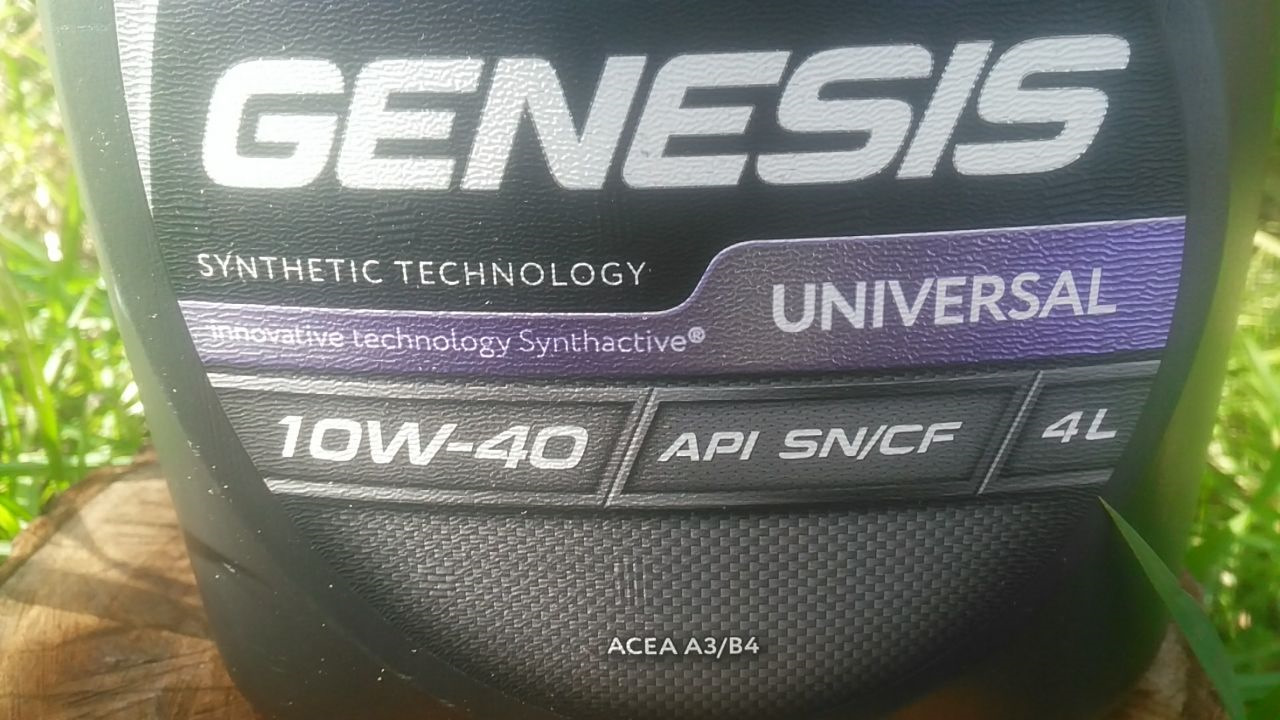 GENESIS
SYNTHETIC TECHNOLOGY
UNIVERSAL
innovative technology Synthactive®
10W-40 API SN/CF 4L
ACEA A3/B4